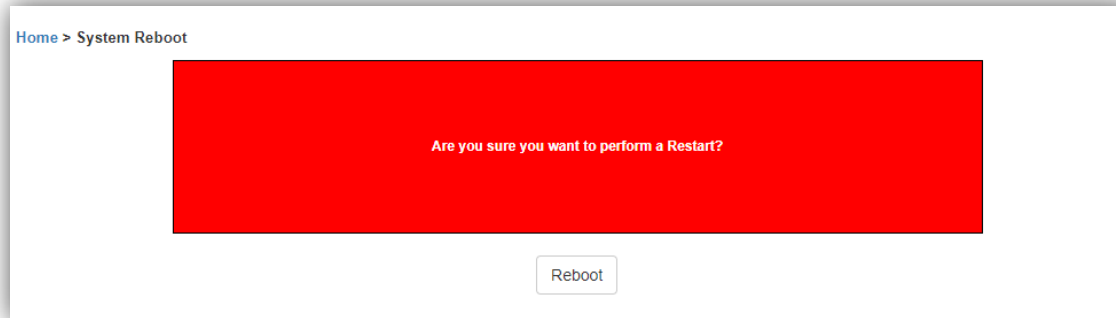 Home > System Reboot
Are you sure you want to perform a Restart?
Reboot